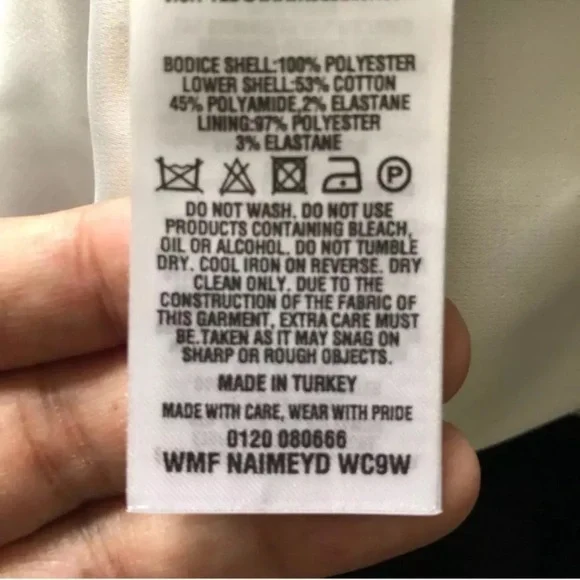 BODICE SHELL:100% POLYESTER
LOWER SHELL:53% COTTON
45% POLYAMIDE,2% ELASTANE
LINING:97% POLYESTER
3% ELASTANE
P
DO NOT WASH. DO NOT USE
PRODUCTS CONTAINING BLEACH,
OIL OR ALCOHOL. DO NOT TUMBLE
DRY. COOL IRON ON REVERSE. DRY
CLEAN ONLY. DUE TO THE
CONSTRUCTION OF THE FABRIC OF
THIS GARMENT, EXTRA CARE MUST
BE.TAKEN AS IT MAY SNAG ON
SHARP OR ROUGH OBJECTS.
MADE IN TURKEY
MADE WITH CARE, WEAR WITH PRIDE
0120 080666
WMF NAIMEYD WC9W